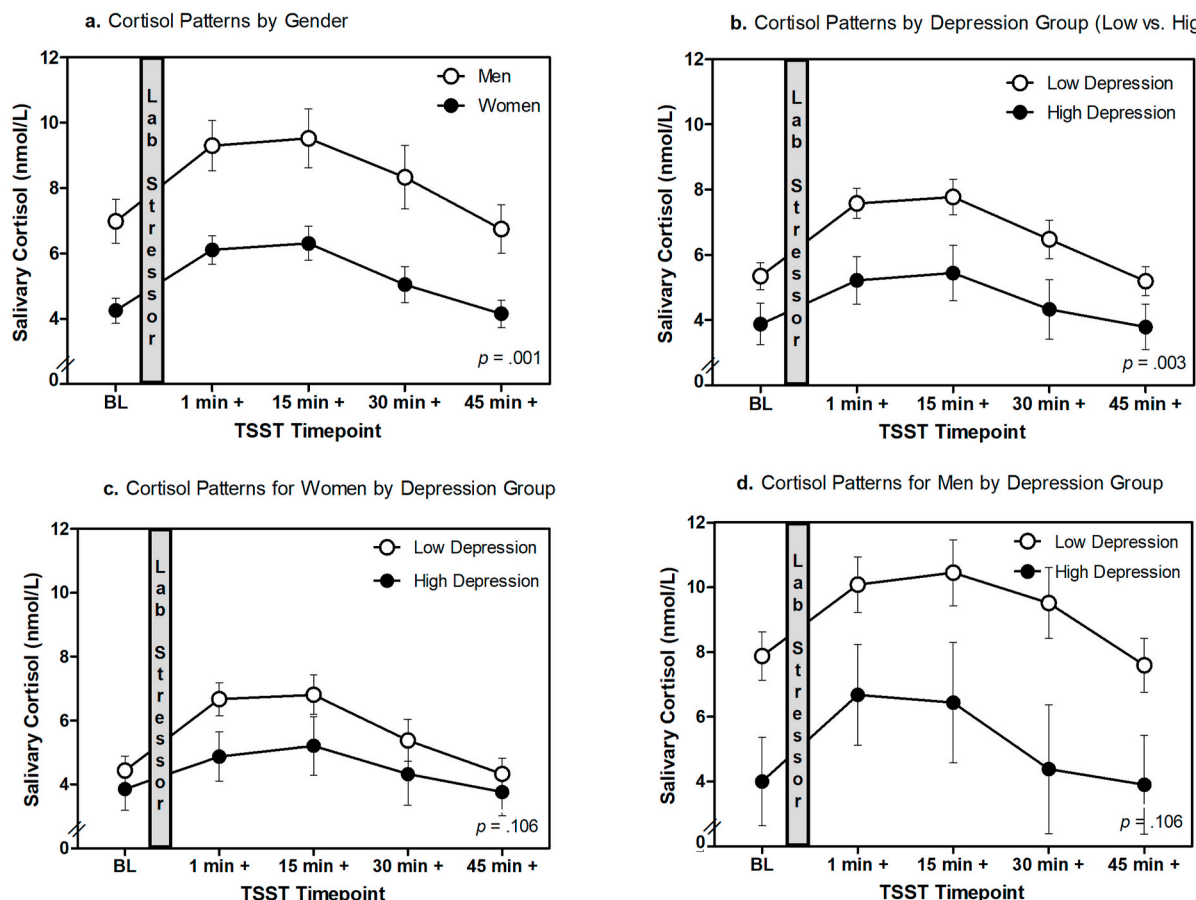 a. Cortisol Patterns by Gender
12
10
8
6
4
0
Salivary Cortisol (nmol/L)
Lab Stressor
Men
Women
p = .001
BL 1 min + 15 min + 30 min + 45 min +
TSST Timepoint
b. Cortisol Patterns by Depression Group (Low vs. Hig
12
10
8
6
4
0
Salivary Cortisol (nmol/L)
Lab Stressor
Low Depression
High Depression
p = .003
BL 1 min + 15 min + 30 min + 45 min +
TSST Timepoint
c. Cortisol Patterns for Women by Depression Group
12
10
8
6
4
0
Salivary Cortisol (nmol/L)
Lab Stressor
Low Depression
High Depression
p = .106
BL 1 min + 15 min + 30 min + 45 min +
TSST Timepoint
d. Cortisol Patterns for Men by Depression Group
12
10
8
6
4
0
Salivary Cortisol (nmol/L)
Lab Stressor
Low Depression
High Depression
p = .106
BL 1 min + 15 min + 30 min + 45 min +
TSST Timepoint